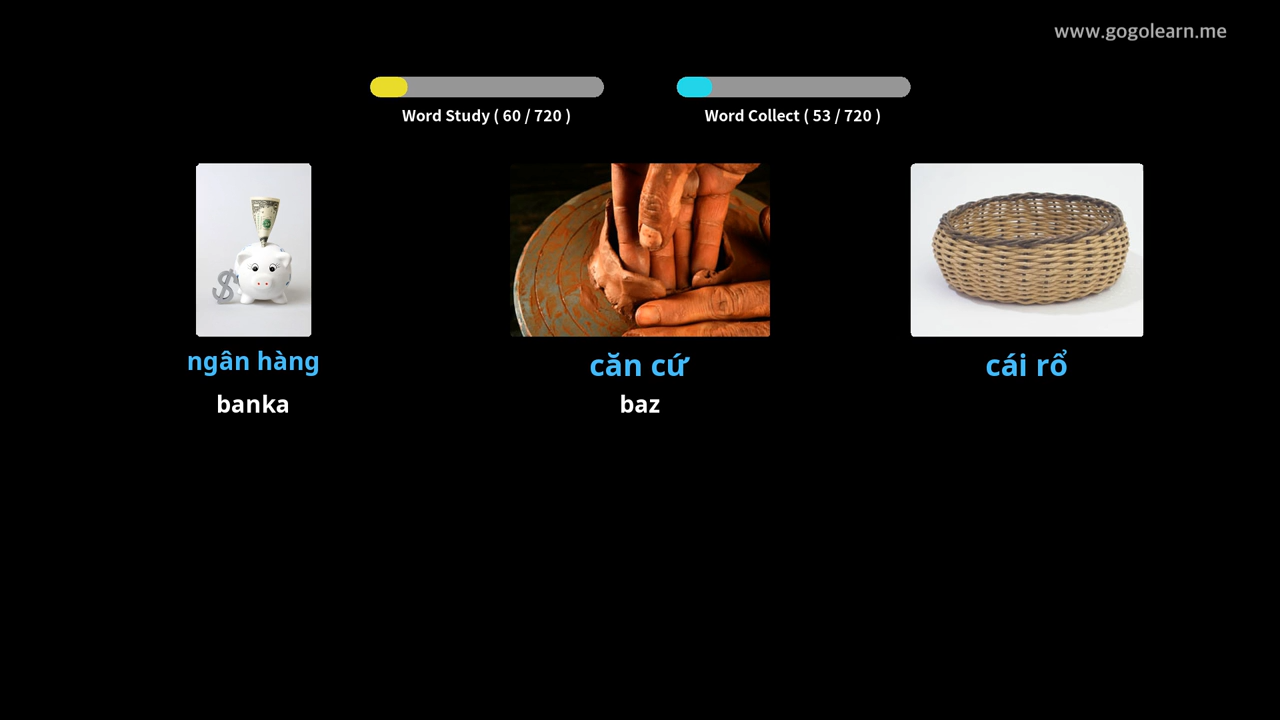 www.gogolearn.me
Word Study ( 60 / 720 )
Word Collect ( 53 / 720 )
ngân hàng
căn cứ
cái rổ
banka
baz